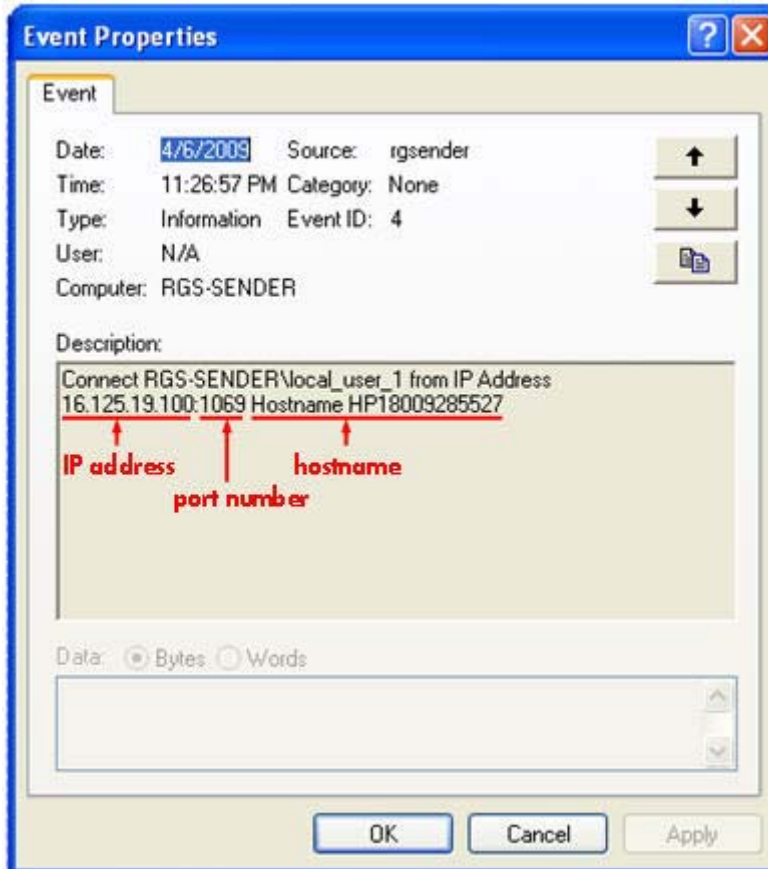 Event Properties
Event
Date: 4/6/2009 Source: rgsender
Time: 11:26:57 PM Category: None
Type: Information Event ID: 4
User: N/A
Computer: RGS-SENDER
Description:
Connect RGS-SENDER\local_user_1 from IP Address
16.125.19.100:1069 Hostname HP18009285527
IP address
hostname
port number
Data: Bytes Words
OK Cancel Apply